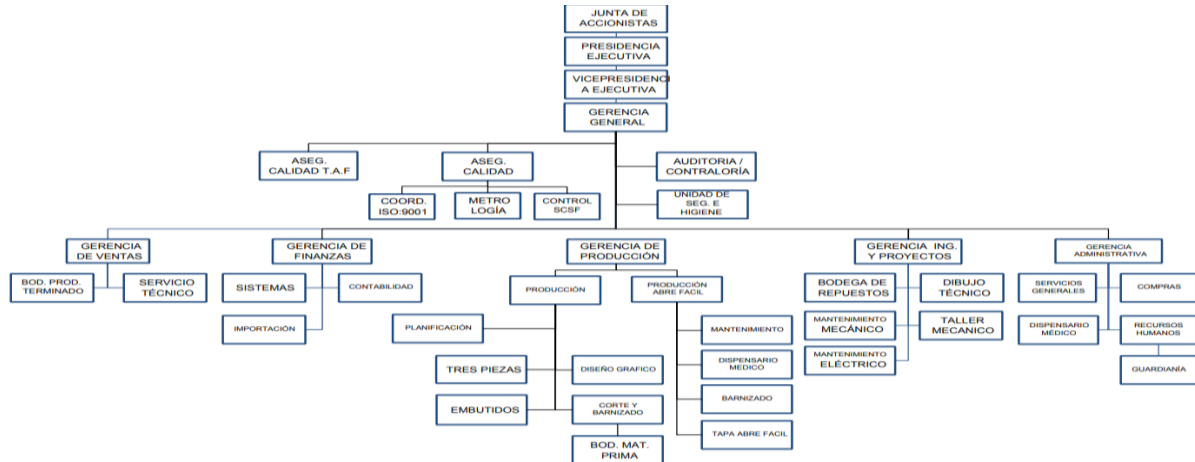 JUNTA DE
ACCIONISTAS
PRESIDENCIA
EJECUTIVA
VICEPRESIDENCI
A EJECUTIVA
GERENCIA
GENERAL
ASEG.
CALIDAD T.A.F
ASEG.
CALIDAD
AUDITORIA /
CONTRALORÍA
COORD.
ISO:9001
METRO
LOGÍA
CONTROL
SCSF
UNIDAD DE
SEG. E
HIGIENE
GERENCIA
DE VENTAS
GERENCIA DE
FINANZAS
GERENCIA DE
PRODUCCIÓN
GERENCIA ING.
Y PROYECTOS
GERENCIA
ADMINISTRATIVA
BOD. PROD.
TERMINADO
SERVICIO
TÉCNICO
SISTEMAS
CONTABILIDAD
IMPORTACIÓN
PRODUCCIÓN
PRODUCCIÓN
ABRE FACIL
PLANIFICACIÓN
TRES PIEZAS
DISEÑO GRAFICO
EMBUTIDOS
CORTE Y
BARNIZADO
BOD. MAT.
PRIMA
MANTENIMIENTO
DISPENSARIO
MEDICO
BARNIZADO
TAPA ABRE FACIL
BODEGA DE
REPUESTOS
DIBUJO
TÉCNICO
MANTENIMIENTO
MECÁNICO
TALLER
MECANICO
MANTENIMIENTO
ELÉCTRICO
SERVICIOS
GENERALES
COMPRAS
DISPENSARIO
MÉDICO
RECURSOS
HUMANOS
GUARDIANÍA